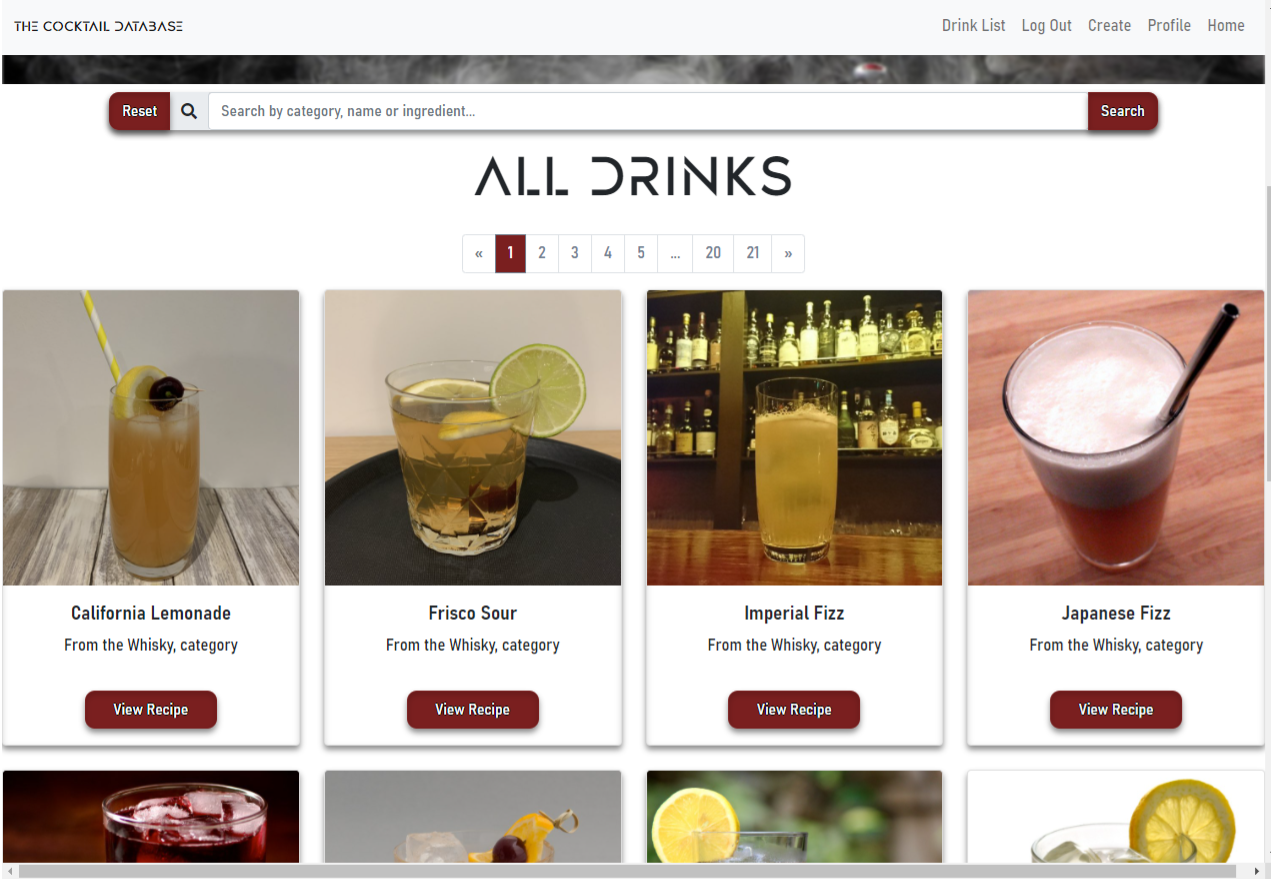 THE COCKTAIL DATABASE
Drink List Log Out Create Profile Home
Reset Search by category, name or ingredient... Search
ALL DRINKS
« 1 2 3 4 5 ... 20 21 »
California Lemonade Frisco Sour Imperial Fizz Japanese Fizz
From the Whisky, category From the Whisky, category From the Whisky, category From the Whisky, category
View Recipe View Recipe View Recipe View Recipe